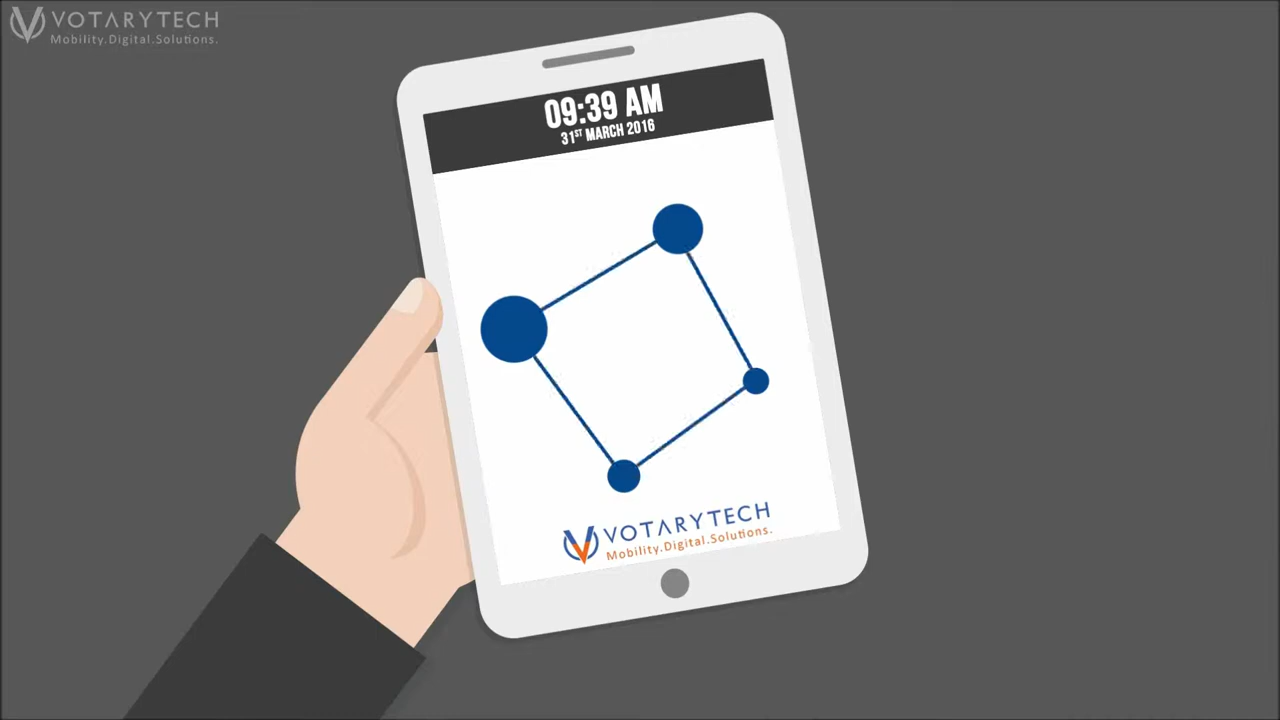 VOTARYTECH
Mobility.Digital.Solutions.
09:39 AM
31ST MARCH 2016
VOTARYTECH
Mobility.Digital.Solutions.